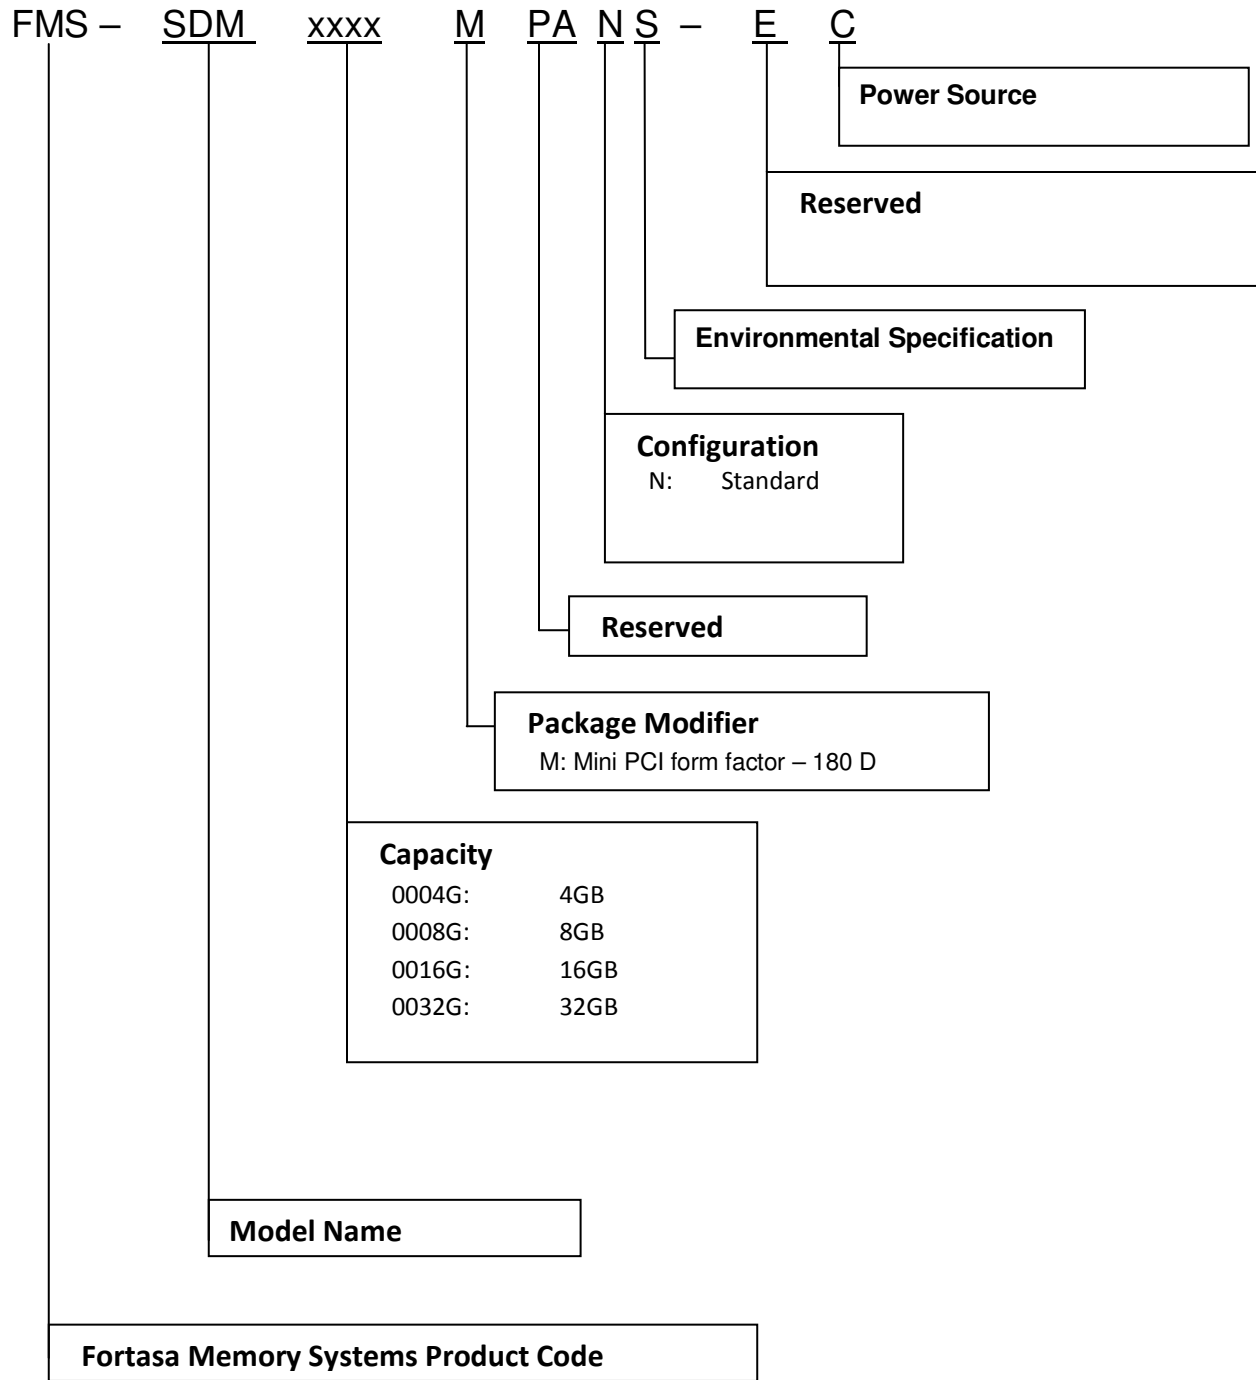 FMS – SDM xxxx M PA N S – E C
Power Source
Reserved
Environmental Specification
Configuration
N: Standard
Reserved
Package Modifier
M: Mini PCI form factor – 180 D
Capacity
0004G: 4GB
0008G: 8GB
0016G: 16GB
0032G: 32GB
Model Name
Fortasa Memory Systems Product Code